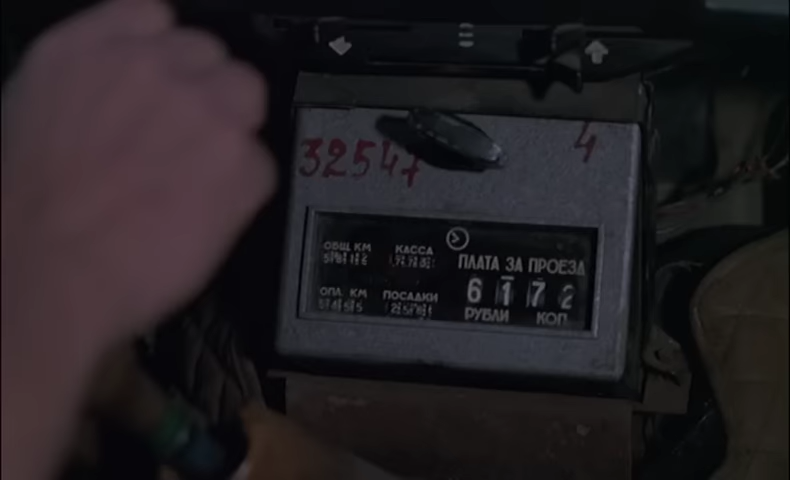 32547 4
ОБЩ. КМ КАССА
ПЛАТА ЗА ПРОЕЗД
ОПЛ. КМ ПОСАДКИ
6172
РУБЛИ КОП